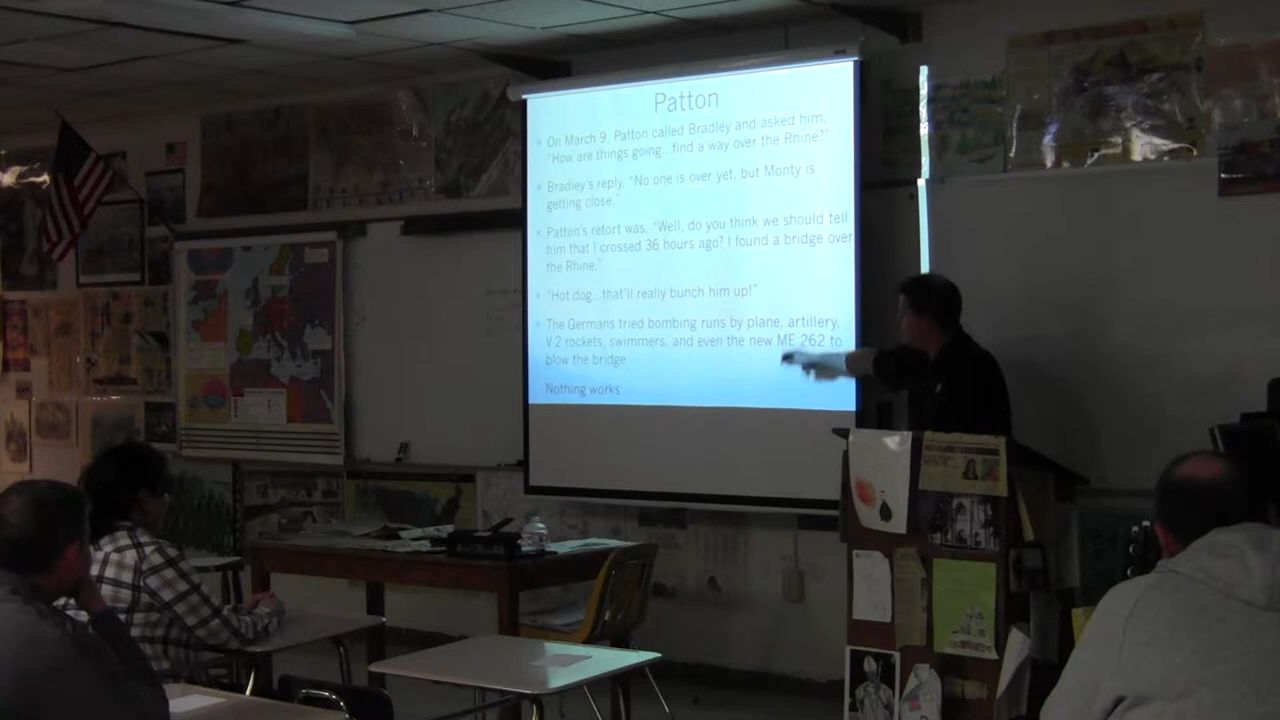 Patton
On March 9, Patton called Bradley and asked him,
"How are things going...find a way over the Rhine?"
Bradley's reply, "No one is over yet, but Monty is
getting close."
Patton's retort was, "Well, do you think we should tell
him that I crossed 36 hours ago? I found a bridge over
the Rhine."
"Hot dog...that'll really bunch him up!"
The Germans tried bombing runs by plane, artillery,
V-2 rockets, swimmers, and even the new ME 262 to
blow the bridge
Nothing works